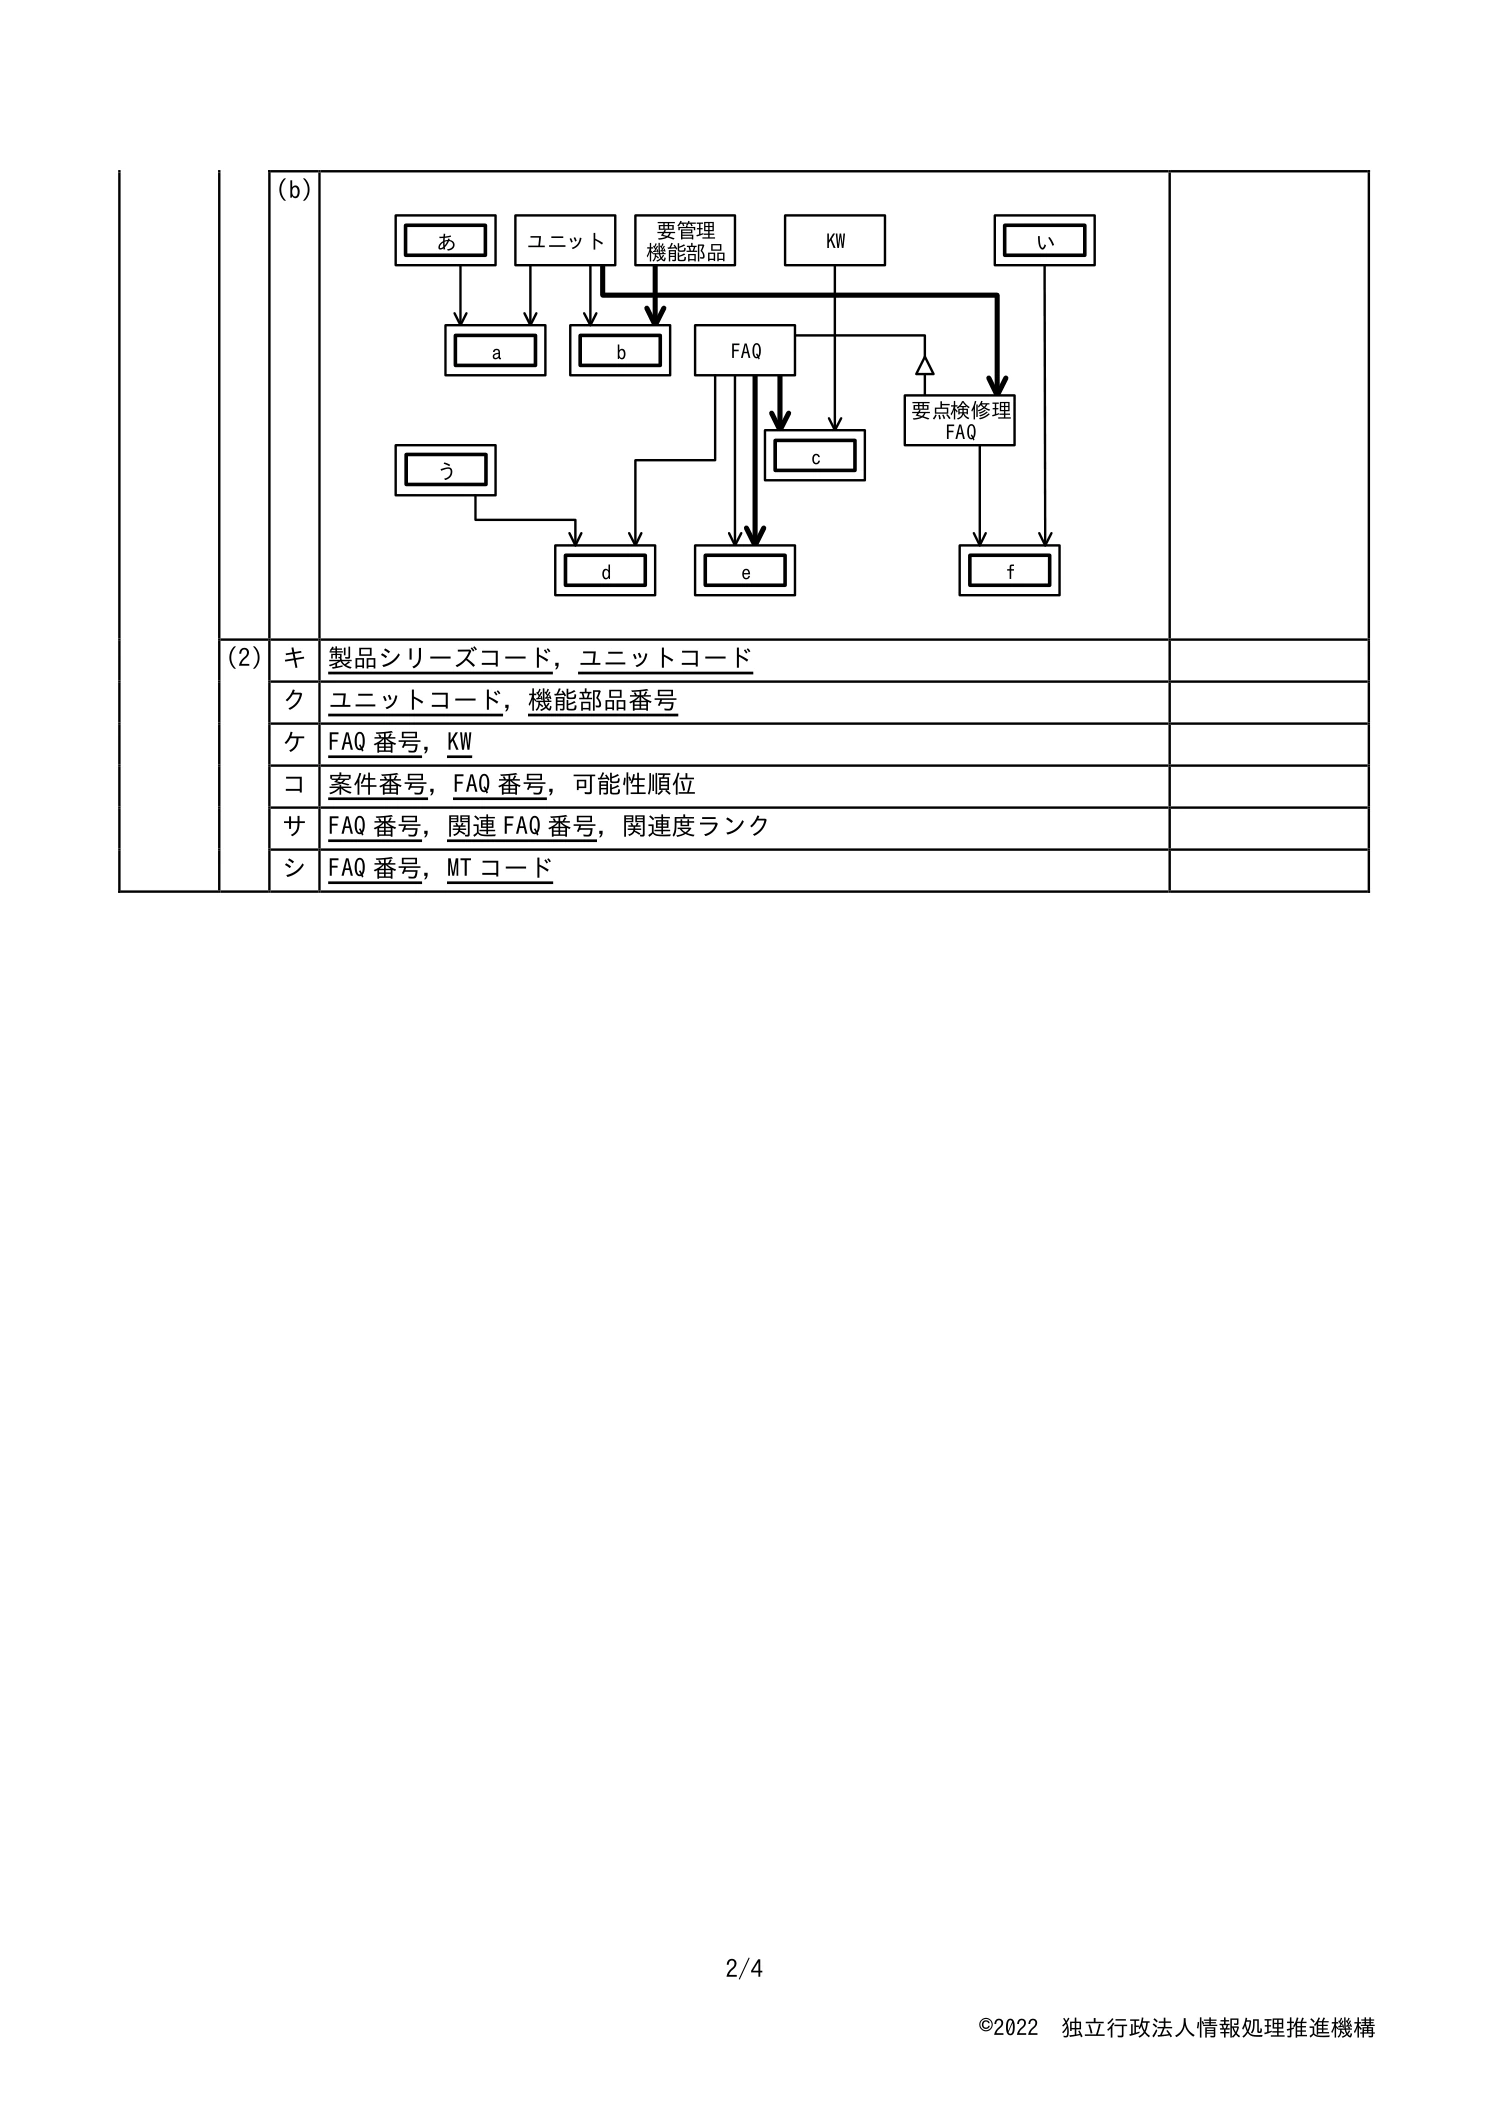 (b)
あ ユニット 要管理 KW い
機能部品
a b FAQ
要点検修理
FAQ
c
う
d e f
(2) キ 製品シリーズコード, ユニットコード
ク ユニットコード, 機能部品番号
ケ FAQ 番号, KW
コ 案件番号, FAQ 番号, 可能性順位
サ FAQ 番号, 関連 FAQ 番号, 関連度ランク
シ FAQ 番号, MT コード
2/4
©2022 独立行政法人情報処理推進機構